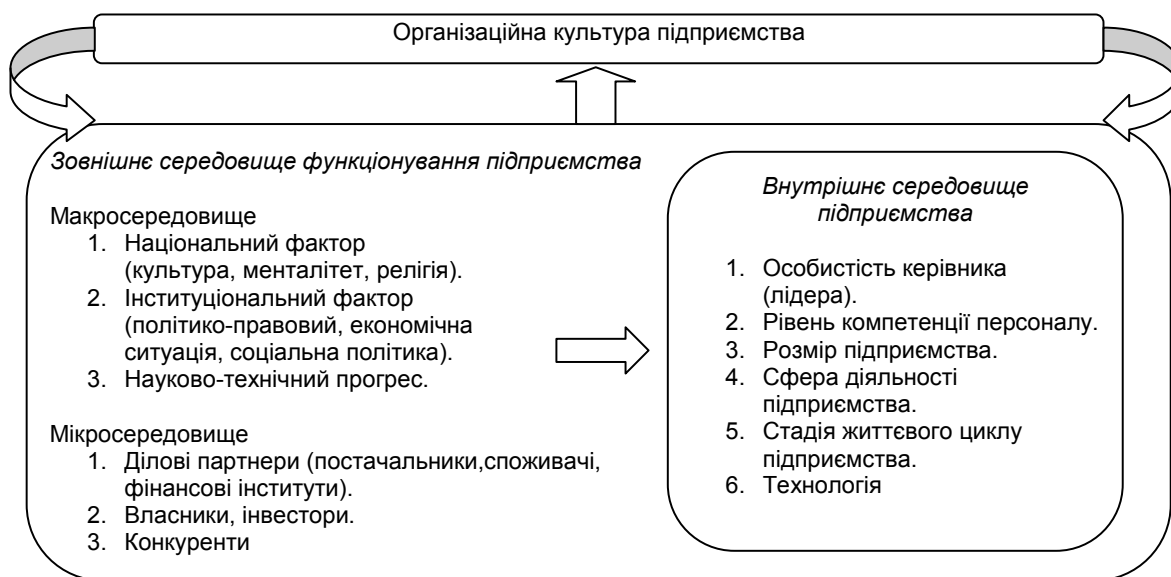 Організаційна культура підприємства
Зовнішнє середовище функціонування підприємства
Макросередовище
1. Національний фактор
(культура, менталітет, релігія).
2. Інституціональний фактор
(політико-правовий, економічна
ситуація, соціальна політика).
3. Науково-технічний прогрес.
Мікросередовище
1. Ділові партнери (постачальники,споживачі,
фінансові інститути).
2. Власники, інвестори.
3. Конкуренти
Внутрішнє середовище
підприємства
1. Особистість керівника
(лідера).
2. Рівень компетенції персоналу.
3. Розмір підприємства.
4. Сфера діяльності
підприємства.
5. Стадія життєвого циклу
підприємства.
6. Технологія